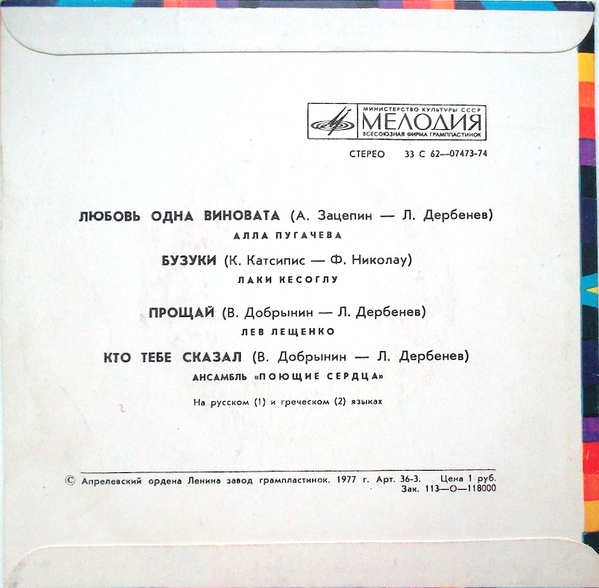 МИНИСТЕРСТВО КУЛЬТУРЫ СССР
МЕЛОДИЯ
ВСЕСОЮЗНАЯ ФИРМА ГРАМПЛАСТИНОК
СТЕРЕО 33 С 62—07473-74
ЛЮБОВЬ ОДНА ВИНОВАТА (А. Зацепин — Л. Дербенев)
АЛЛА ПУГАЧЕВА
БУЗУКИ (К. Катсипис — Ф. Николау)
ЛАКИ КЕСОГЛУ
ПРОЩАЙ (В. Добрынин — Л. Дербенев)
ЛЕВ ЛЕЩЕНКО
КТО ТЕБЕ СКАЗАЛ (В. Добрынин — Л. Дербенев)
АНСАМБЛЬ «ПОЮЩИЕ СЕРДЦА»
На русском (1) и греческом (2) языках
© Апрелевский ордена Ленина завод грампластинок. 1977 г. Арт. 36-3. Цена 1 руб.
Зак. 113—О—118000